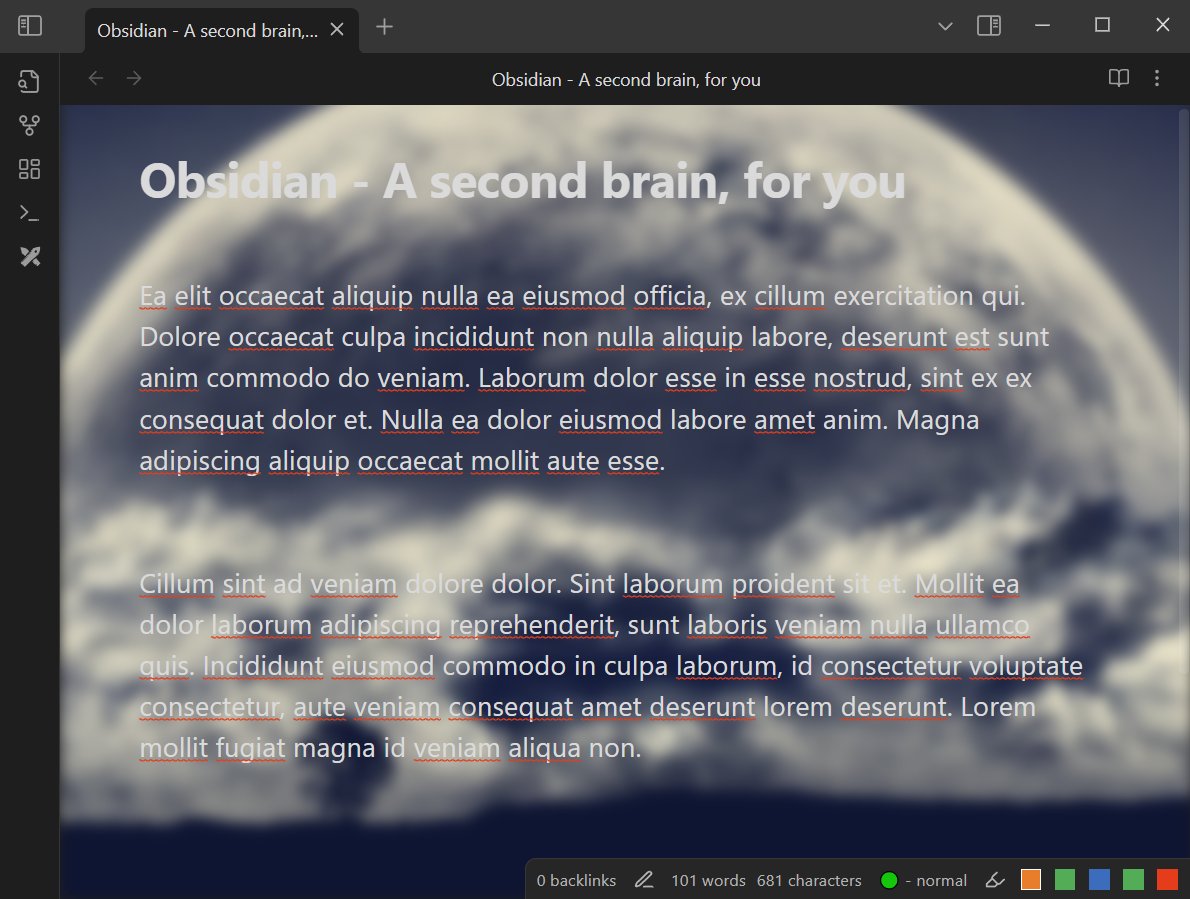 Obsidian - A second brain,...
Obsidian - A second brain, for you
Obsidian - A second brain, for you
Ea elit occaecat aliquip nulla ea eiusmod officia, ex cillum exercitation qui.
Dolore occaecat culpa incididunt non nulla aliquip labore, deserunt est sunt
anim commodo do veniam. Laborum dolor esse in esse nostrud, sint ex ex
consequat dolor et. Nulla ea dolor eiusmod labore amet anim. Magna
adipiscing aliquip occaecat mollit aute esse.
Cillum sint ad veniam dolore dolor. Sint laborum proident sit et. Mollit ea
dolor laborum adipiscing reprehenderit, sunt laboris veniam nulla ullamco
quis. Incididunt eiusmod commodo in culpa laborum, id consectetur voluptate
consectetur, aute veniam consequat amet deserunt lorem deserunt. Lorem
mollit fugiat magna id veniam aliqua non.
0 backlinks 101 words 681 characters - normal